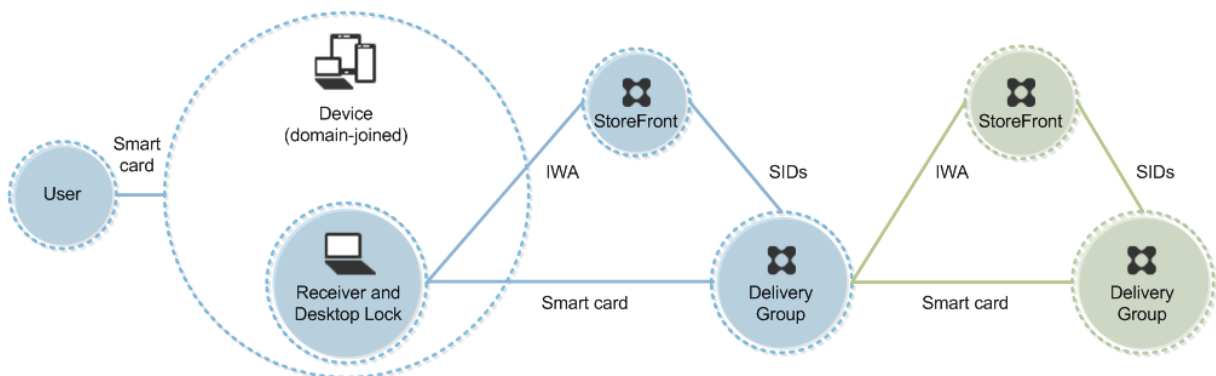 Device
(domain-joined)
StoreFront
StoreFront
Smart
card
User
IWA
SIDs
IWA
SIDs
Receiver and
Desktop Lock
Smart card
Delivery
Group
Smart card
Delivery
Group